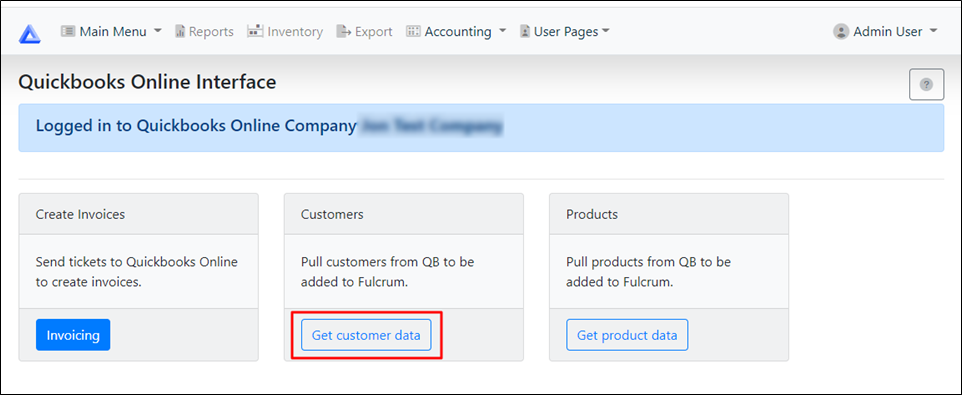 Main Menu Reports Inventory Export Accounting User Pages Admin User
Quickbooks Online Interface
?
Logged in to Quickbooks Online Company
Create Invoices
Send tickets to Quickbooks Online
to create invoices.
Invoicing
Customers
Pull customers from QB to be
added to Fulcrum.
Get customer data
Products
Pull products from QB to be
added to Fulcrum.
Get product data